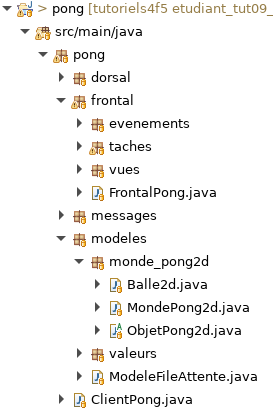 > pong [tutoriels4f5 etudiant_tut09_
src/main/java
pong
dorsal
frontal
evenements
taches
vues
FrontalPong.java
messages
modeles
monde_pong2d
Balle2d.java
MondePong2d.java
ObjetPong2d.java
valeurs
ModeleFileAttente.java
ClientPong.java